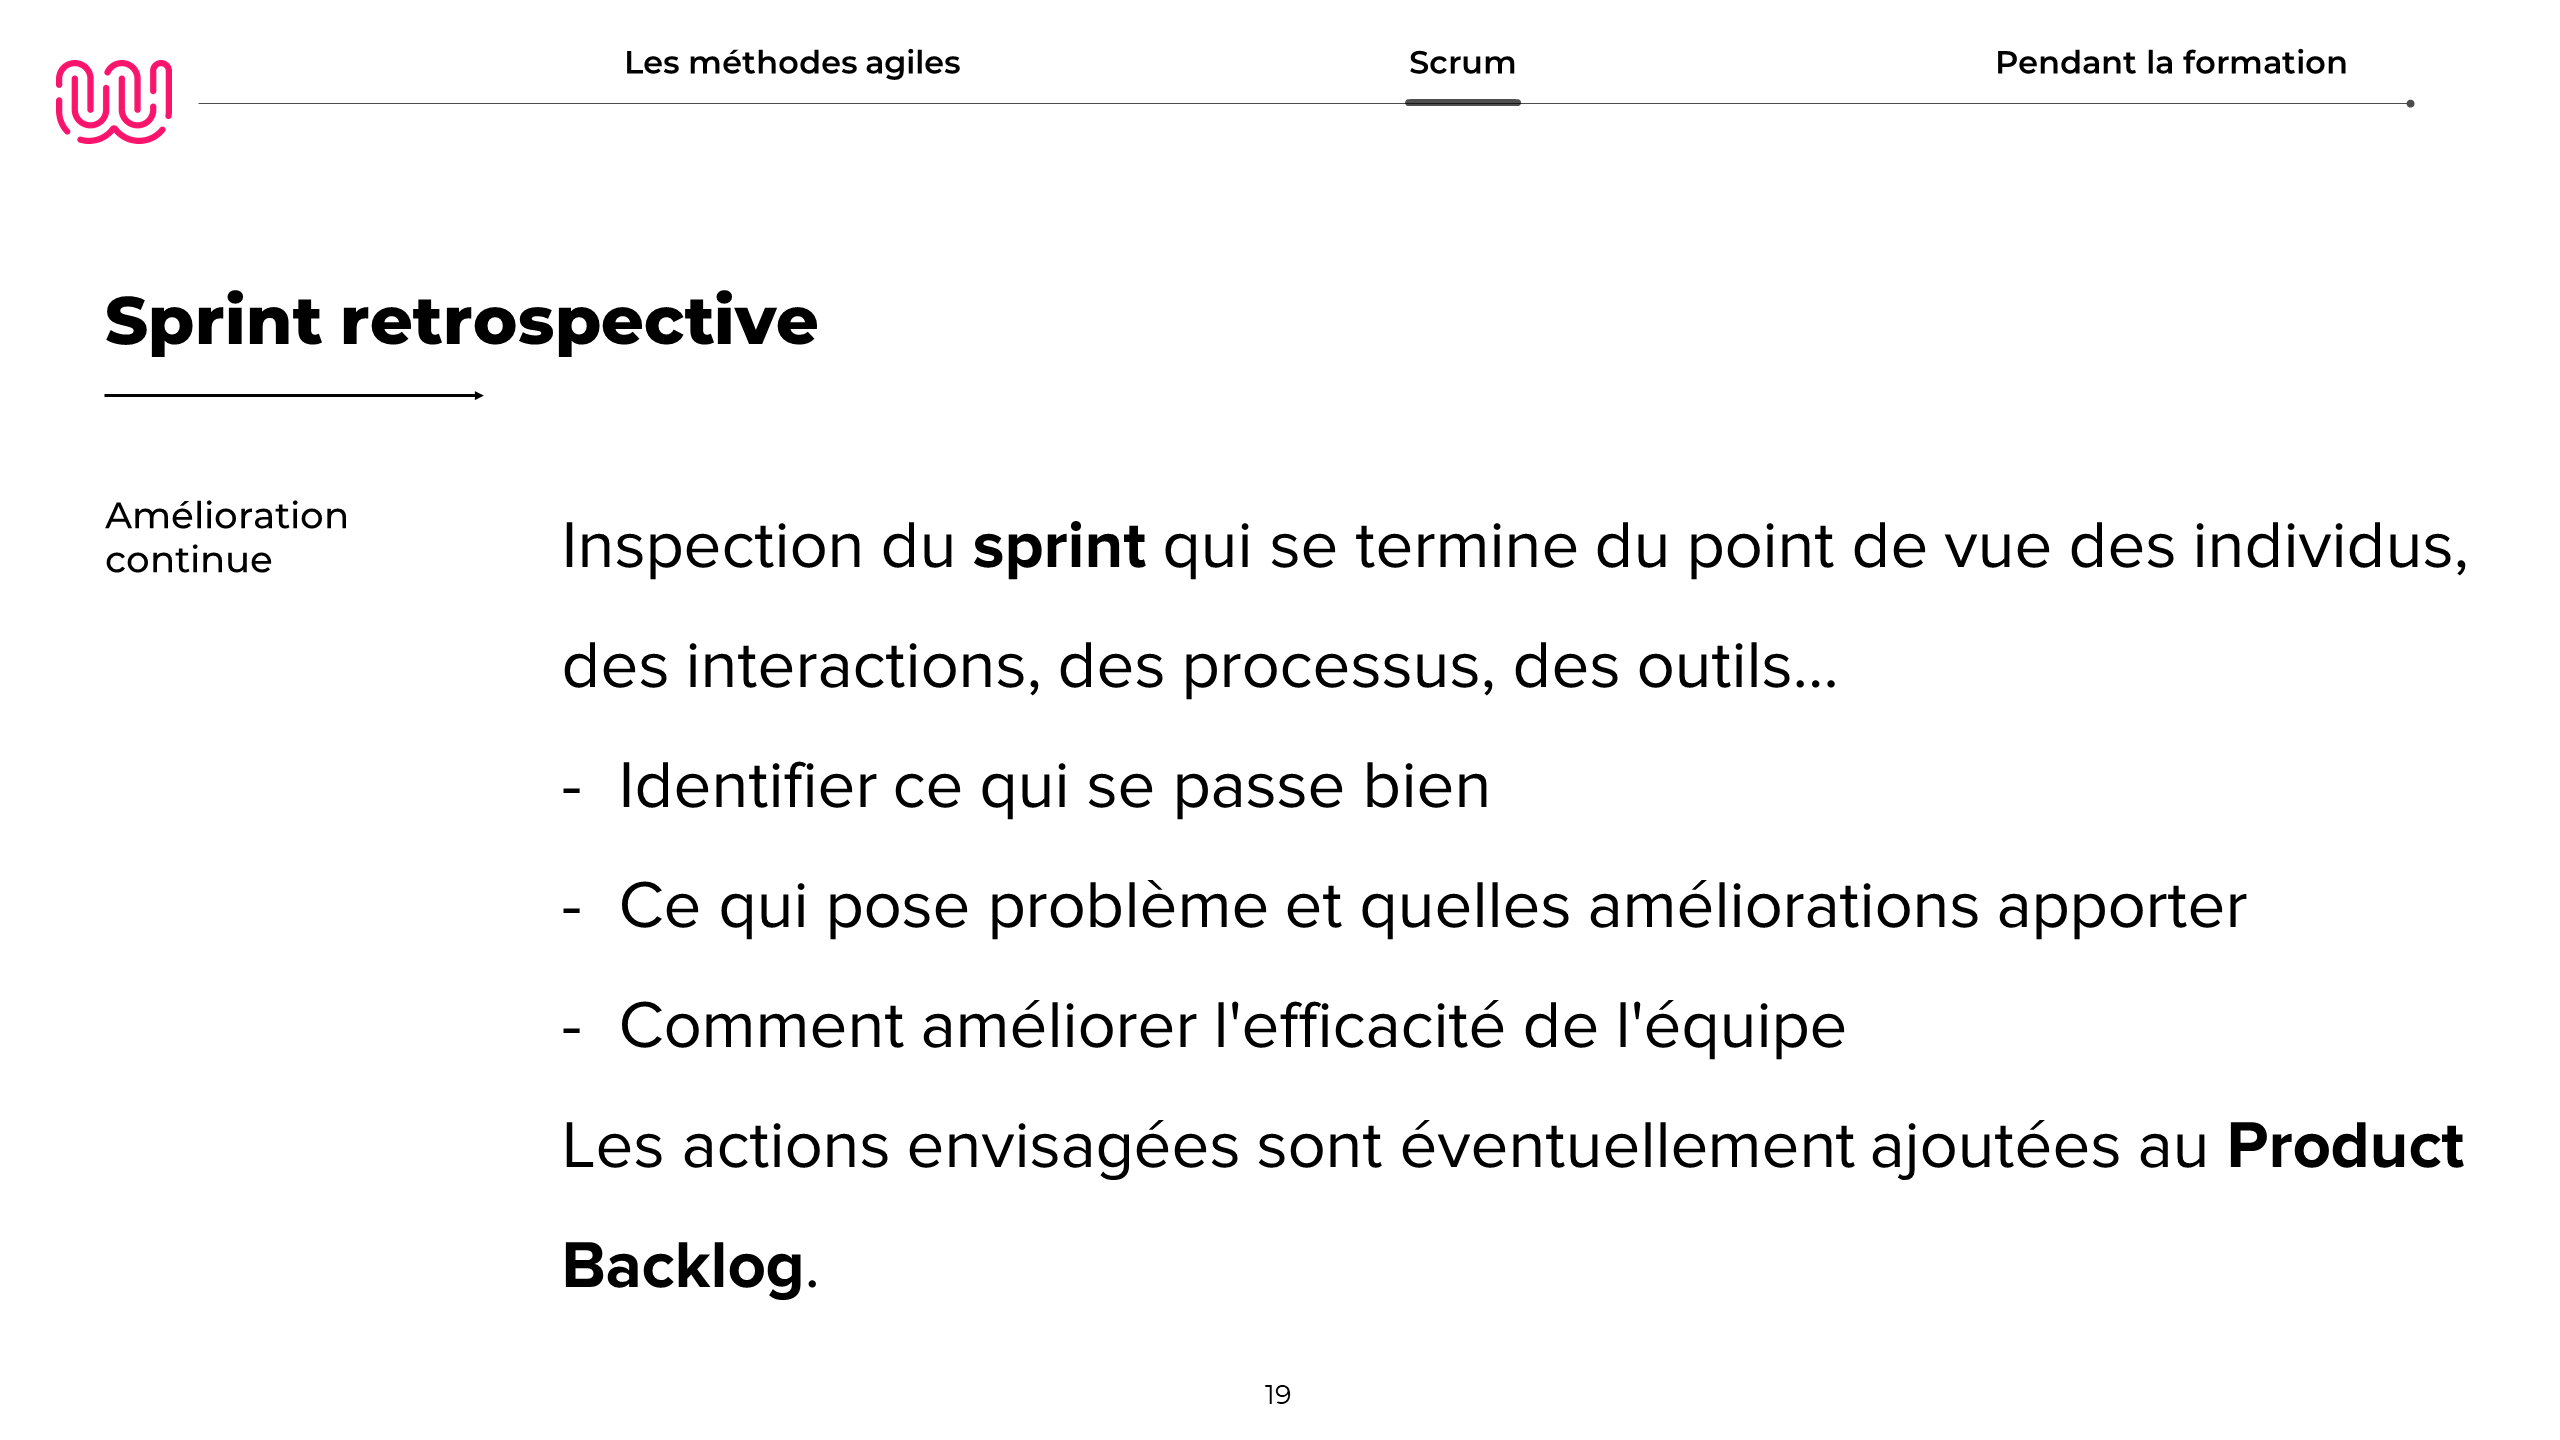 Les méthodes agiles
Scrum
Pendant la formation
Sprint retrospective
Amélioration
continue
Inspection du sprint qui se termine du point de vue des individus,
des interactions, des processus, des outils...
- Identifier ce qui se passe bien
- Ce qui pose problème et quelles améliorations apporter
- Comment améliorer l'efficacité de l'équipe
Les actions envisagées sont éventuellement ajoutées au Product
Backlog.
19